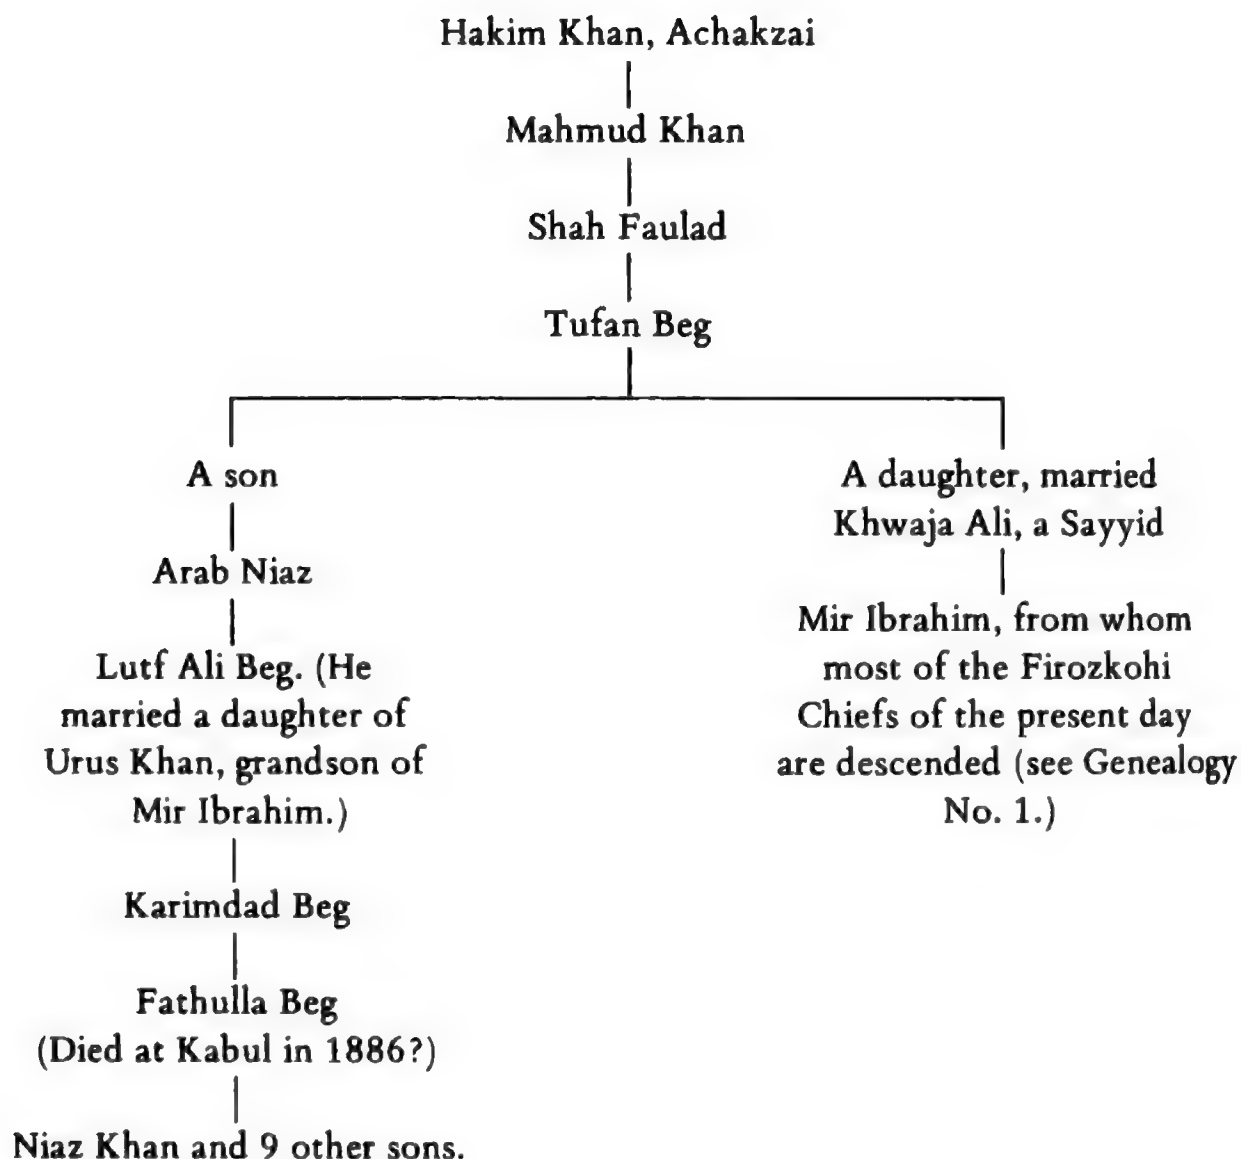 Hakim Khan, Achakzai
Mahmud Khan
Shah Faulad
Tufan Beg
A son
Arab Niaz
Lutf Ali Beg. (He
married a daughter of
Urus Khan, grandson of
Mir Ibrahim.)
Karimdad Beg
Fathulla Beg
(Died at Kabul in 1886?)
Niaz Khan and 9 other sons.
A daughter, married
Khwaja Ali, a Sayyid
Mir Ibrahim, from whom
most of the Firozkohi
Chiefs of the present day
are descended (see Genealogy
No. 1.)